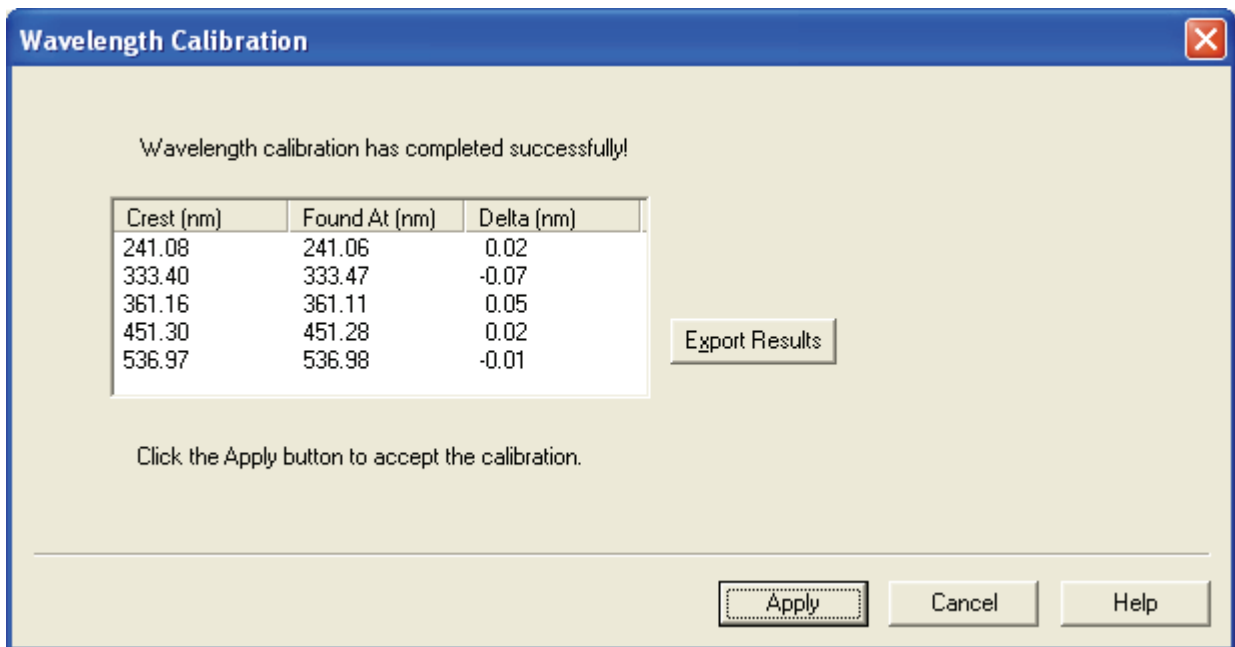 Wavelength Calibration
Wavelength calibration has completed successfully!
Crest (nm) Found At (nm) Delta (nm)
241.08 241.06 0.02
333.40 333.47 -0.07
361.16 361.11 0.05
451.30 451.28 0.02
536.97 536.98 -0.01
Export Results
Click the Apply button to accept the calibration.
Apply Cancel Help